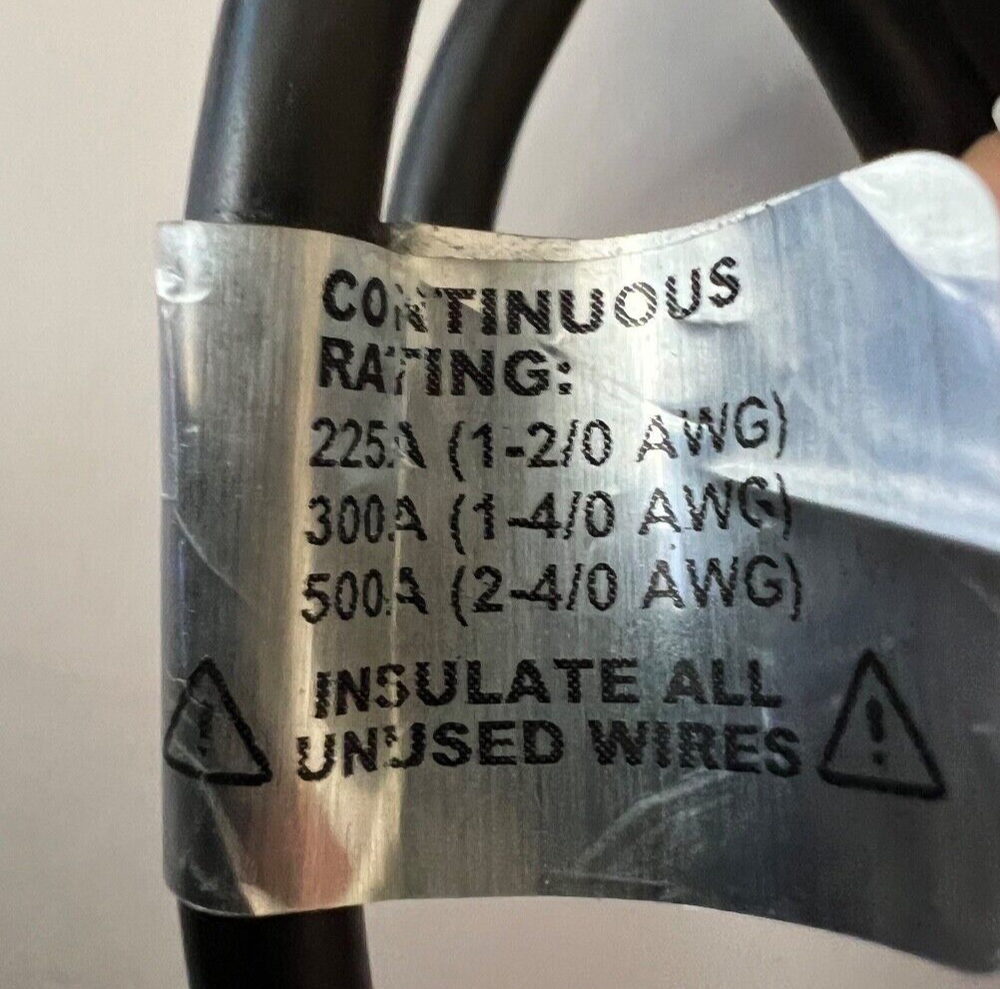 CONTINUOUS
RATING:
225A (1-2/0 AWG)
300A (1-4/0 AWG)
500A (2-4/0 AWG)
INSULATE ALL
UNUSED WIRES